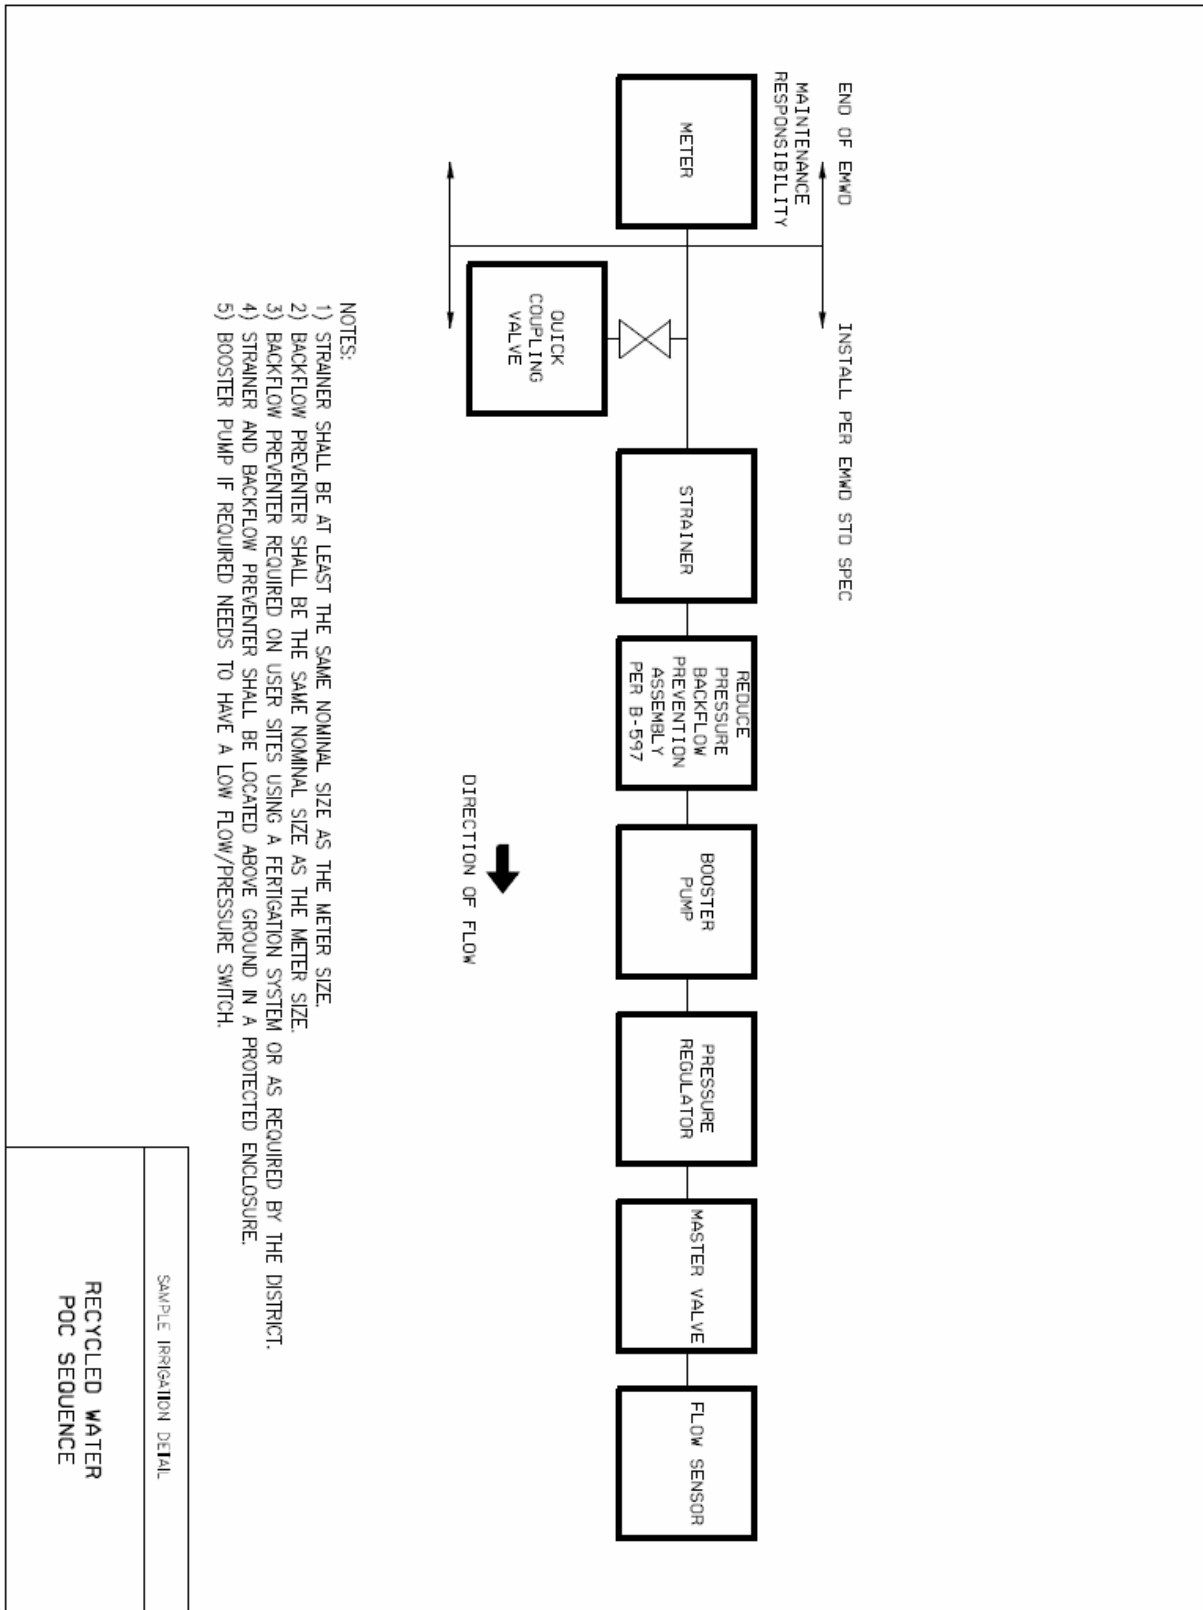 END OF EMWD
MAINTENANCE
RESPONSIBILITY
INSTALL PER EMWD STD SPEC
METER
QUICK
COUPLING
VALVE
STRAINER
REDUCE
PRESSURE
BACKFLOW
PREVENTION
ASSEMBLY
PER B-597
BOOSTER
PUMP
PRESSURE
REGULATOR
MASTER VALVE
FLOW SENSOR
DIRECTION OF FLOW
NOTES:
1) STRAINER SHALL BE AT LEAST THE SAME NOMINAL SIZE AS THE METER SIZE.
2) BACKFLOW PREVENTER SHALL BE THE SAME NOMINAL SIZE AS THE METER SIZE.
3) BACKFLOW PREVENTER REQUIRED ON USER SITES USING A FERTIGATION SYSTEM OR AS REQUIRED BY THE DISTRICT.
4) STRAINER AND BACKFLOW PREVENTER SHALL BE LOCATED ABOVE GROUND IN A PROTECTED ENCLOSURE.
5) BOOSTER PUMP IF REQUIRED NEEDS TO HAVE A LOW FLOW/PRESSURE SWITCH.
SAMPLE IRRIGATION DETAIL
RECYCLED WATER
POC SEQUENCE